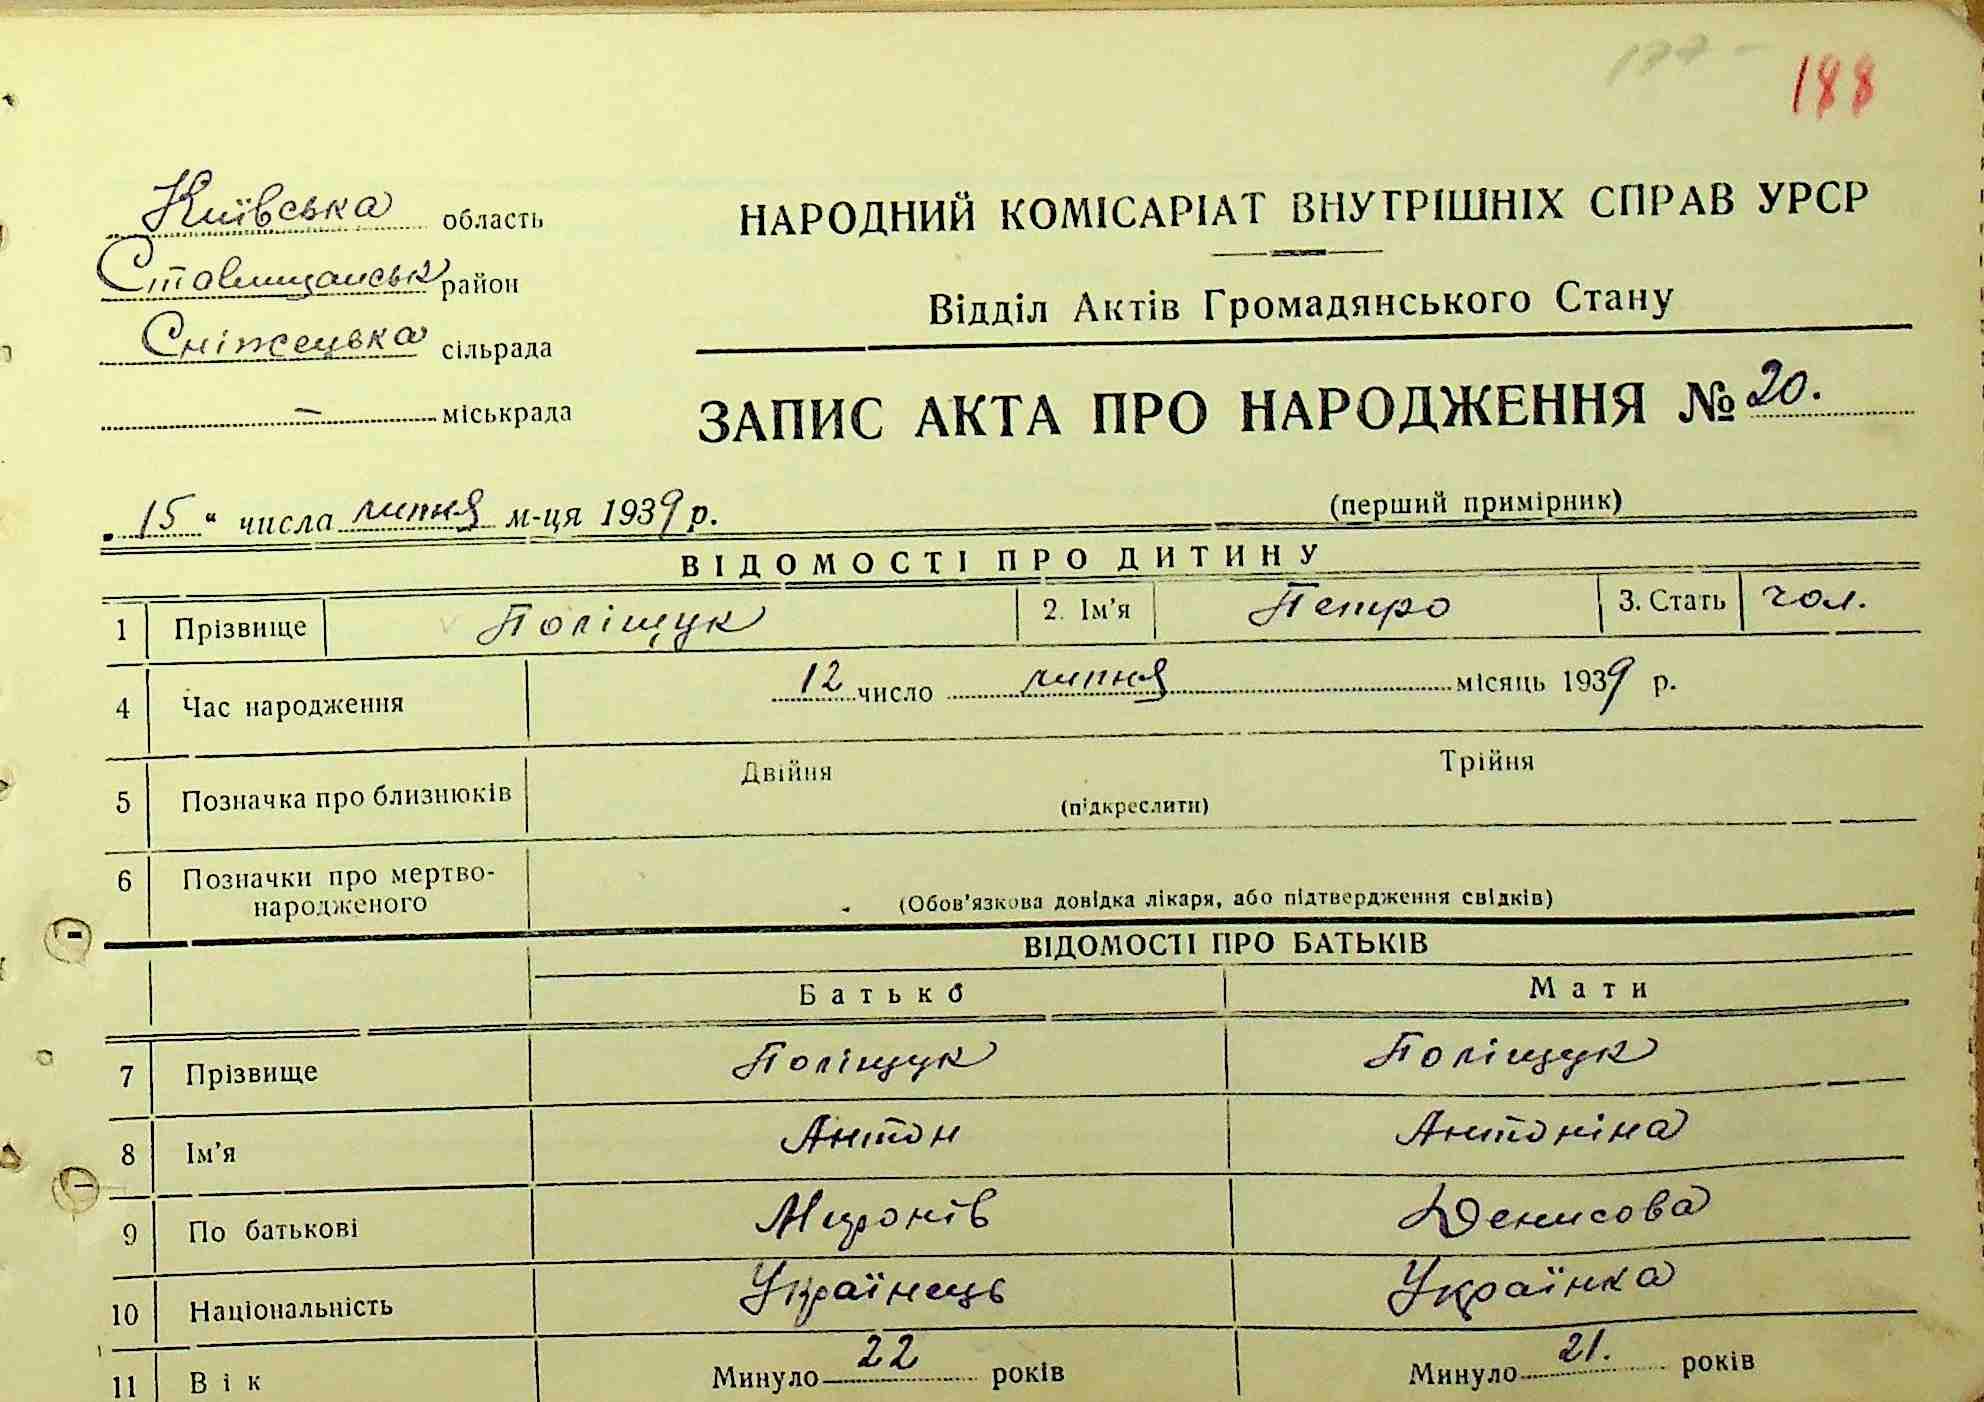 177 -
188
Київська область
Ставищанськ район
Сніжецька сільрада
— міськрада
НАРОДНИЙ КОМІСАРІАТ ВНУТРІШНІХ СПРАВ УРСР
Відділ Актів Громадянського Стану
ЗАПИС АКТА ПРО НАРОДЖЕННЯ № 20.
„15“ числа липня м-ця 1939 р.
(перший примірник)
ВІДОМОСТІ ПРО ДИТИНУ
1 Прізвище Поліщук 2. Ім'я Петро 3. Стать чол.
4 Час народження 12 число липня місяць 1939 р.
5 Позначка про близнюків Двійня Трійня
(підкреслити)
6 Позначки про мертво-
народженого (Обов'язкова довідка лікаря, або підтвердження свідків)
ВІДОМОСТІ ПРО БАТЬКІВ
Батько Мати
7 Прізвище Поліщук Поліщук
8 Ім'я Антон Антоніна
9 По батькові Миронів Денисова
10 Національність Українець Українка
11 Вік Минуло 22 років Минуло 21. років